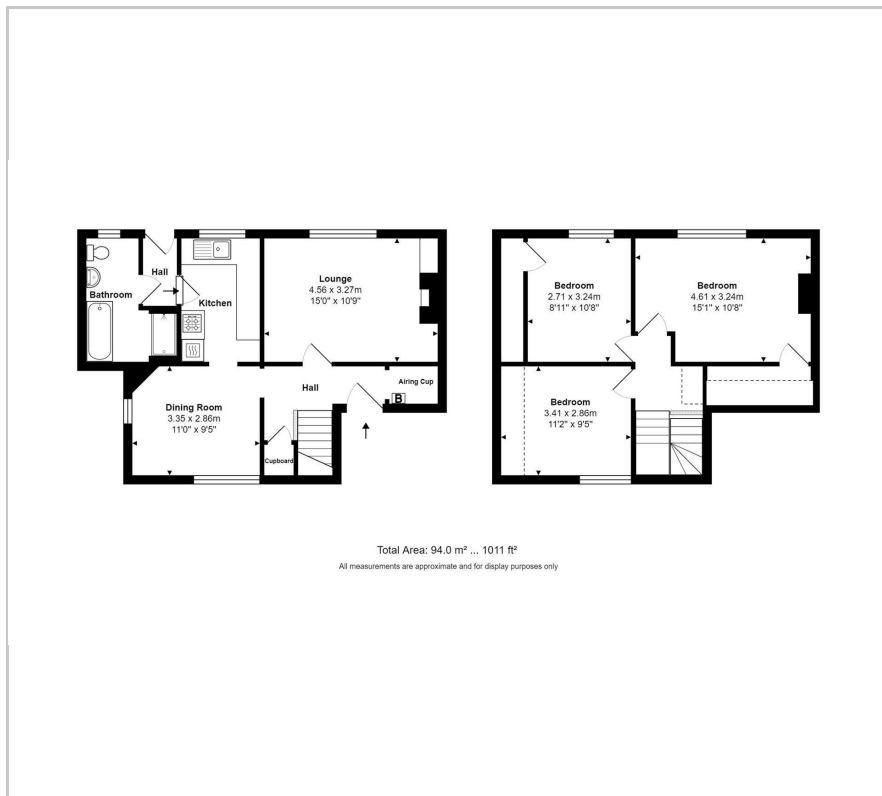 Bathroom
Hall
Kitchen
Lounge
4.56 x 3.27m
15'0" x 10'9"
Dining Room
3.35 x 2.86m
11'0" x 9'5"
Hall
Airing Cup
B
Cupboard
Bedroom
2.71 x 3.24m
8'11" x 10'8"
Bedroom
4.61 x 3.24m
15'1" x 10'8"
Bedroom
3.41 x 2.86m
11'2" x 9'5"
Total Area: 94.0 m² ... 1011 ft²
All measurements are approximate and for display purposes only